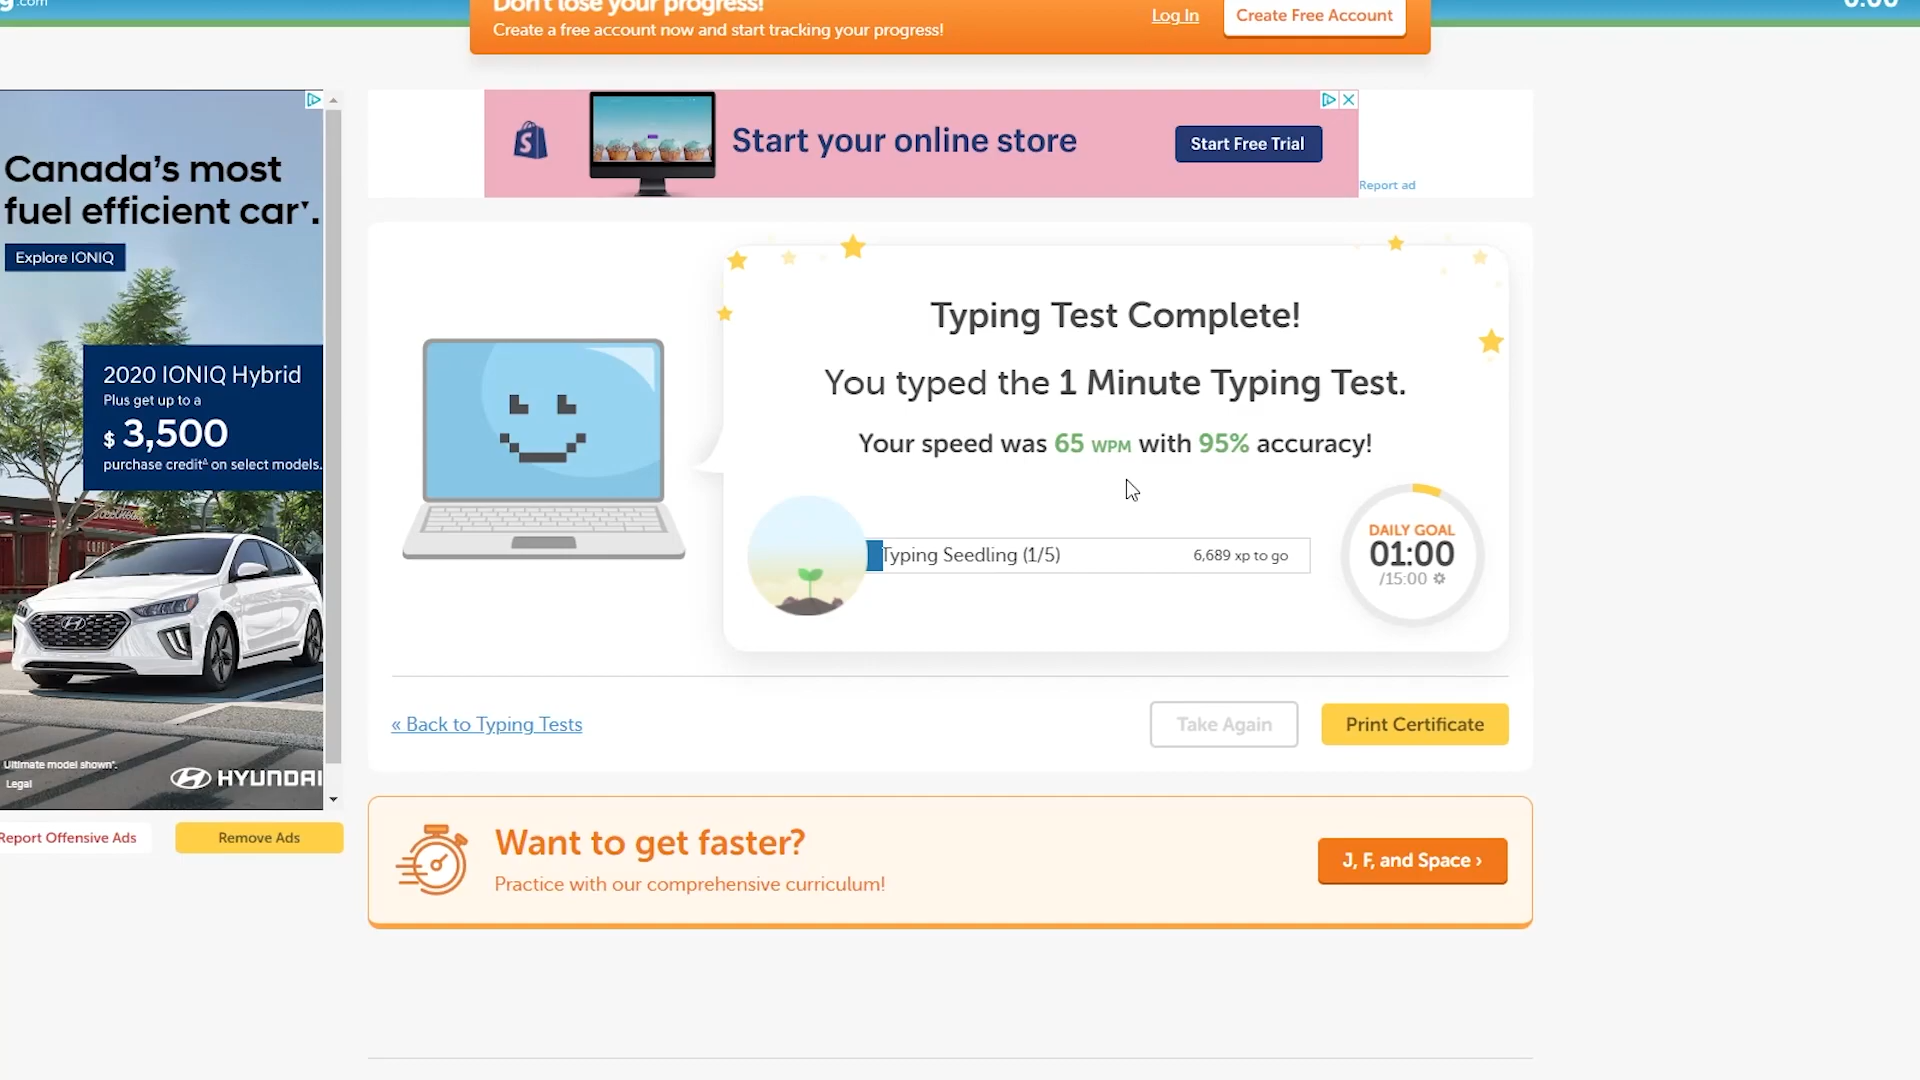 .com
0:00
Don't lose your progress!
Create a free account now and start tracking your progress!
Log In
Create Free Account
Canada's most
fuel efficient car▾.
Explore IONIQ
2020 IONIQ Hybrid
Plus get up to a
$ 3,500
purchase creditΔ on select models.
Ultimate model shown*.
Legal
HYUNDAI
Report Offensive Ads
Remove Ads
Start your online store
Start Free Trial
Report ad
Typing Test Complete!
You typed the 1 Minute Typing Test.
Your speed was 65 WPM with 95% accuracy!
Typing Seedling (1/5)
6,689 xp to go
DAILY GOAL
01:00
/15:00
« Back to Typing Tests
Take Again
Print Certificate
Want to get faster?
Practice with our comprehensive curriculum!
J, F, and Space ›